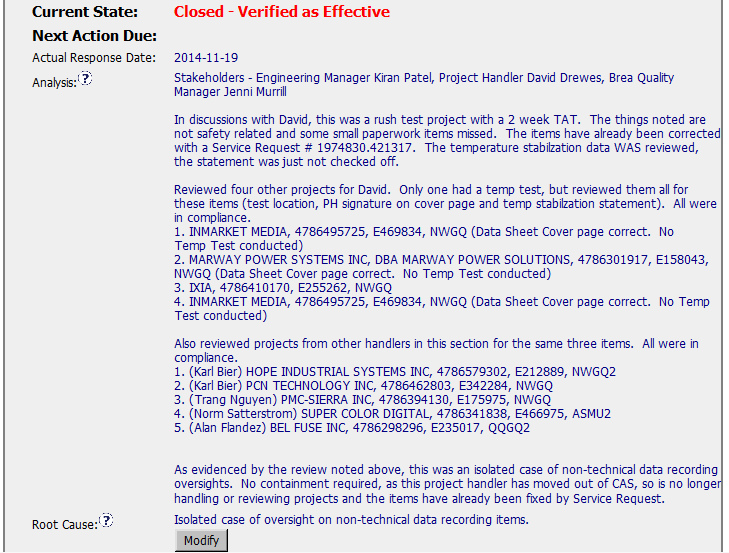 Current State: Closed - Verified as Effective
Next Action Due:
Actual Response Date: 2014-11-19
Analysis:? Stakeholders - Engineering Manager Kiran Patel, Project Handler David Drewes, Brea Quality
Manager Jenni Murrill
In discussions with David, this was a rush test project with a 2 week TAT. The things noted are
not safety related and some small paperwork items missed. The items have already been corrected
with a Service Request # 1974830.421317. The temperature stabilzation data WAS reviewed,
the statement was just not checked off.
Reviewed four other projects for David. Only one had a temp test, but reviewed them all for
these items (test location, PH signature on cover page and temp stabilzation statement). All were
in compliance.
1. INMARKET MEDIA, 4786495725, E469834, NWGQ (Data Sheet Cover page correct. No
Temp Test conducted)
2. MARWAY POWER SYSTEMS INC, DBA MARWAY POWER SOLUTIONS, 4786301917, E158043,
NWGQ (Data Sheet Cover page correct. No Temp Test conducted)
3. IXIA, 4786410170, E255262, NWGQ
4. INMARKET MEDIA, 4786495725, E469834, NWGQ (Data Sheet Cover page correct. No Temp
Test conducted)
Also reviewed projects from other handlers in this section for the same three items. All were in
compliance.
1. (Karl Bier) HOPE INDUSTRIAL SYSTEMS INC, 4786579302, E212889, NWGQ2
2. (Karl Bier) PCN TECHNOLOGY INC, 4786462803, E342284, NWGQ
3. (Trang Nguyen) PMC-SIERRA INC, 4786394130, E175975, NWGQ
4. (Norm Satterstrom) SUPER COLOR DIGITAL, 4786341838, E466975, ASMU2
5. (Alan Flandez) BEL FUSE INC, 4786298296, E235017, QQGQ2
As evidenced by the review noted above, this was an isolated case of non-technical data recording
oversights. No containment required, as this project handler has moved out of CAS, so is no longer
handling or reviewing projects and the items have already been fixed by Service Request.
Root Cause:? Isolated case of oversight on non-technical data recording items.
Modify